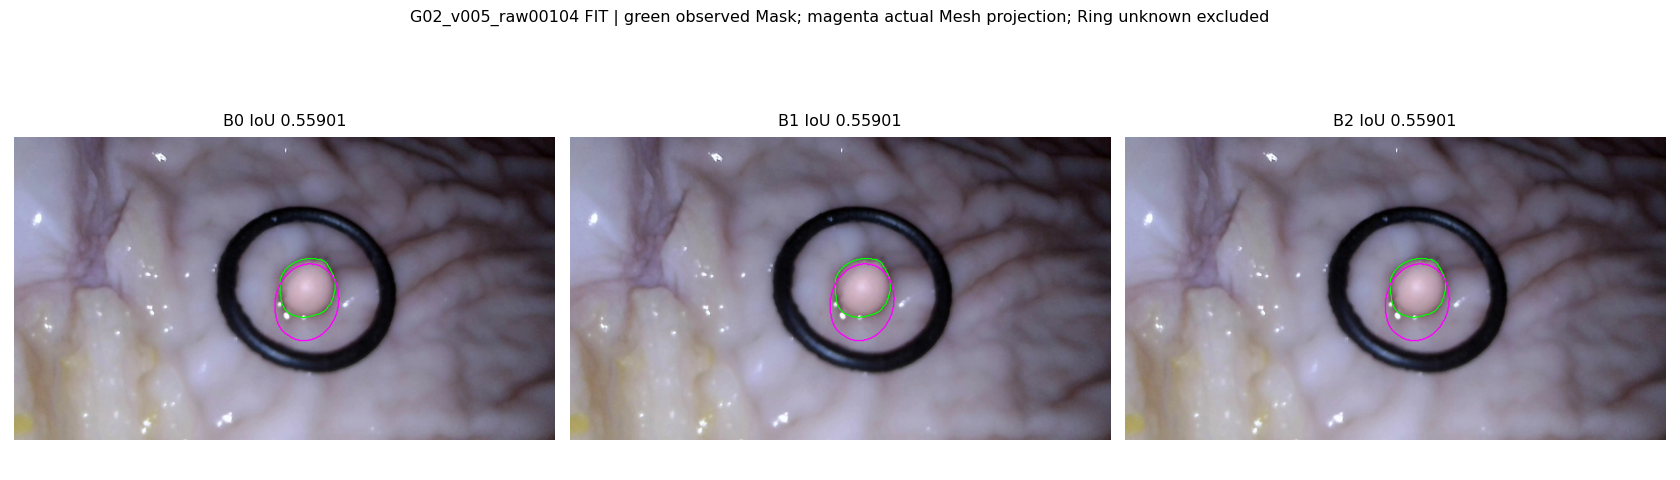 G02_v005_raw00104 FIT | green observed Mask; magenta actual Mesh projection; Ring unknown excluded
B0 IoU 0.55901
B1 IoU 0.55901
B2 IoU 0.55901